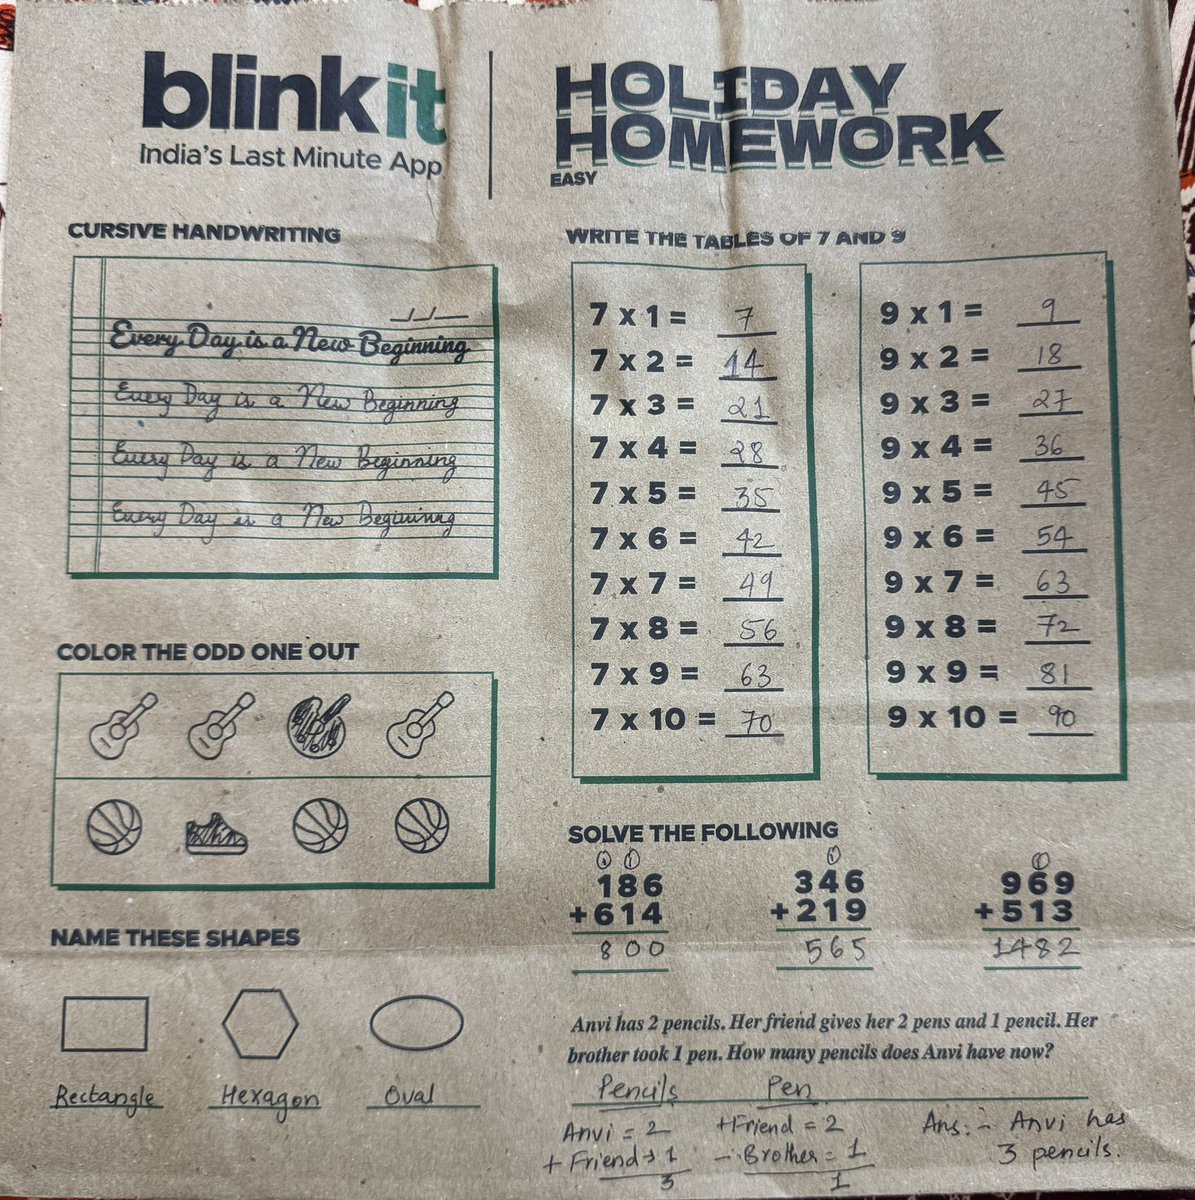 blinkit
India's Last Minute App
HOLIDAY
HOMEWORK
EASY
CURSIVE HANDWRITING
Every Day is a New Beginning
Every Day is a New Beginning
Every Day is a New Beginning
Every Day is a New Beginning
COLOR THE ODD ONE OUT
NAME THESE SHAPES
Rectangle Hexagon Oval
WRITE THE TABLES OF 7 AND 9
7 x 1 = 7
7 x 2 = 14
7 x 3 = 21
7 x 4 = 28
7 x 5 = 35
7 x 6 = 42
7 x 7 = 49
7 x 8 = 56
7 x 9 = 63
7 x 10 = 70
9 x 1 = 9
9 x 2 = 18
9 x 3 = 27
9 x 4 = 36
9 x 5 = 45
9 x 6 = 54
9 x 7 = 63
9 x 8 = 72
9 x 9 = 81
9 x 10 = 90
SOLVE THE FOLLOWING
1 1 1 1
186 346 969
+614 +219 +513
800 565 1482
Anvi has 2 pencils. Her friend gives her 2 pens and 1 pencil. Her
brother took 1 pen. How many pencils does Anvi have now?
Pencils Pen
Anvi = 2 +Friend = 2 Ans:- Anvi has
+ Friend → 1 - Brother = 1 3 pencils.
3 1